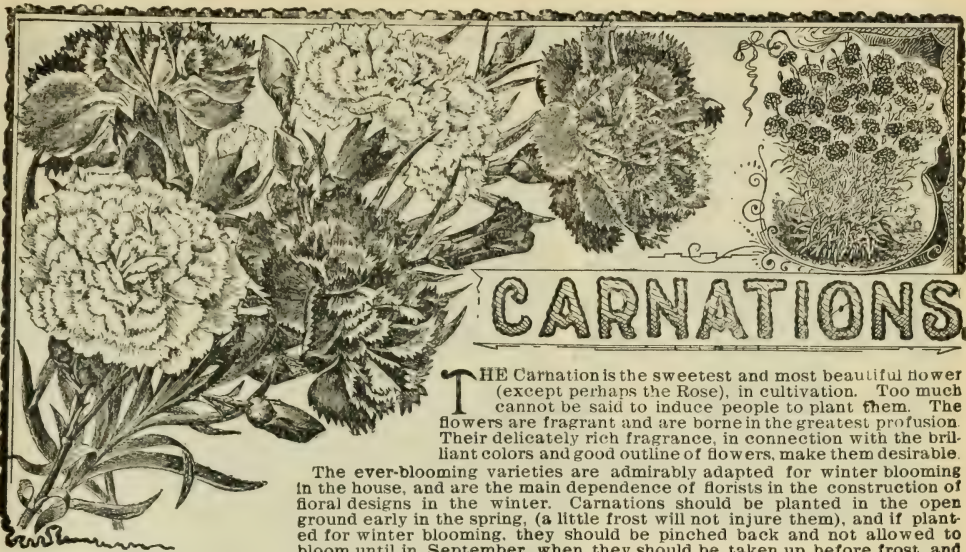 CARNATIONS
THE Carnation is the sweetest and most beautiful flower
(except perhaps the Rose), in cultivation. Too much
cannot be said to induce people to plant them. The
flowers are fragrant and are borne in the greatest profusion.
Their delicately rich fragrance, in connection with the bril-
liant colors and good outline of flowers, make them desirable.
The ever-blooming varieties are admirably adapted for winter blooming
in the house, and are the main dependence of florists in the construction of
floral designs in the winter. Carnations should be planted in the open
ground early in the spring, (a little frost will not injure them), and if plant-
ed for winter blooming, they should be pinched back and not allowed to
bloom until in September, when they should be taken up before frost and